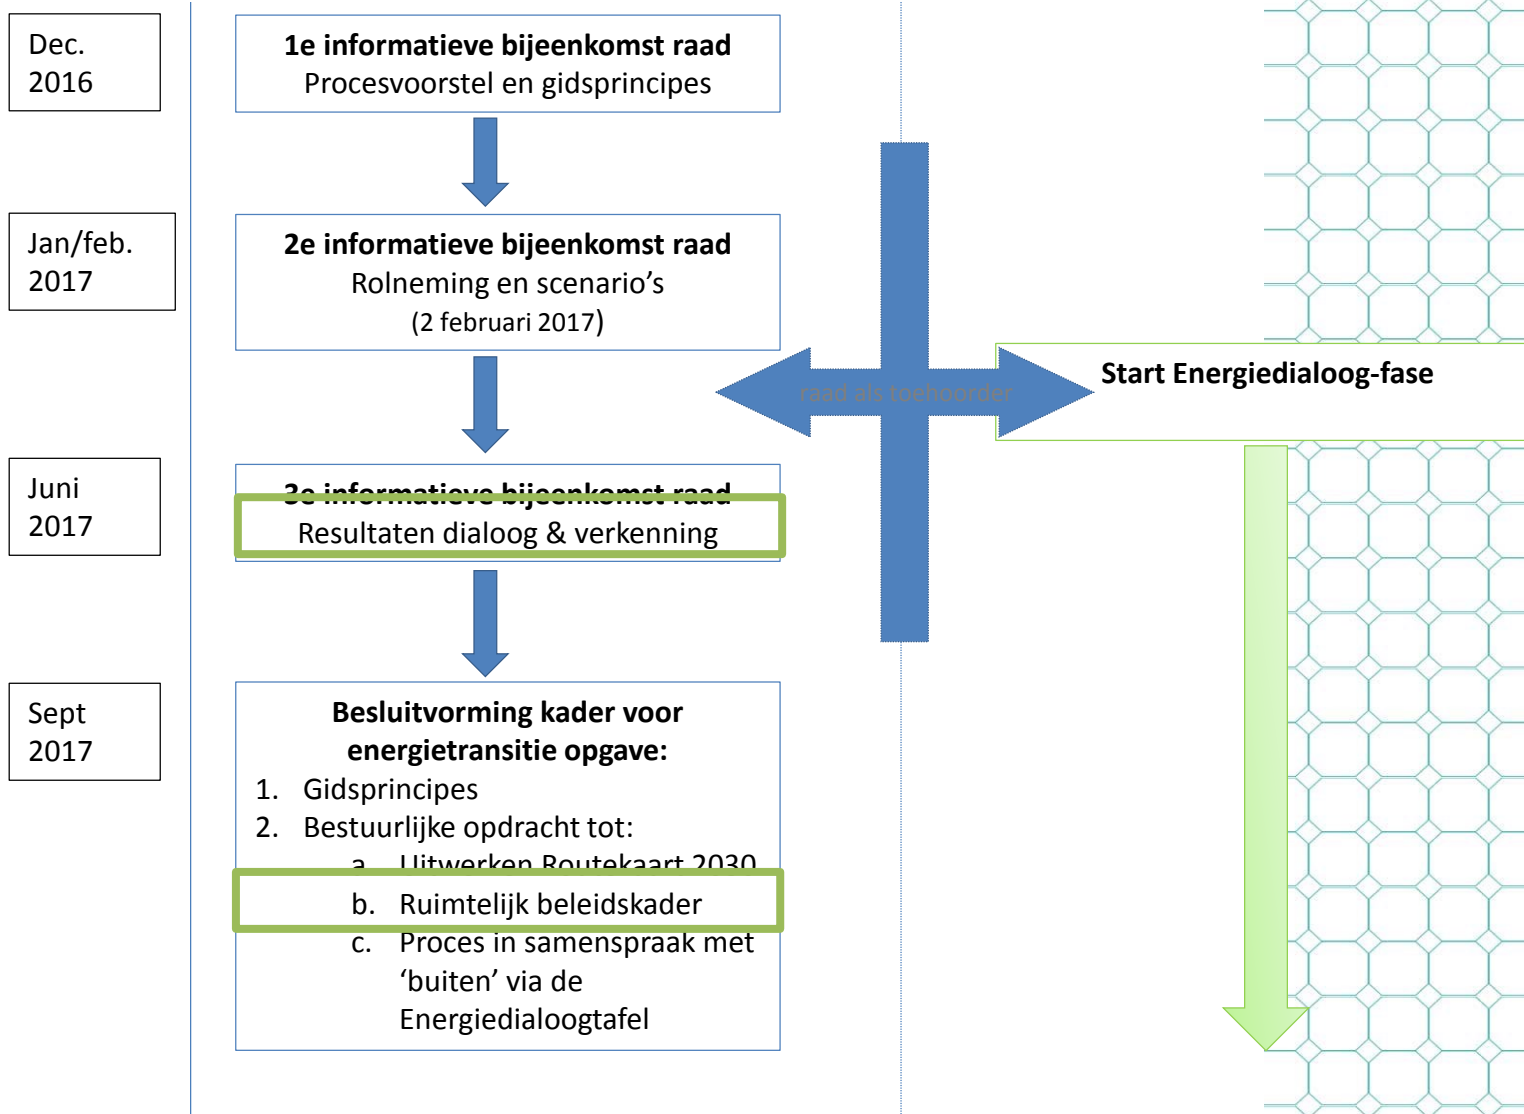 Dec.
2016
1e informatieve bijeenkomst raad
Procesvoorstel en gidsprincipes
Jan/feb.
2017
2e informatieve bijeenkomst raad
Rolneming en scenario’s
(2 februari 2017)
raad als toehoorder
Start Energiedialoog-fase
Juni
2017
3e informatieve bijeenkomst raad
Resultaten dialoog & verkenning
Sept
2017
Besluitvorming kader voor
energietransitie opgave:
1. Gidsprincipes
2. Bestuurlijke opdracht tot:
a. Uitwerken Routekaart 2030
b. Ruimtelijk beleidskader
c. Proces in samenspraak met
‘buiten’ via de
Energiedialoogtafel